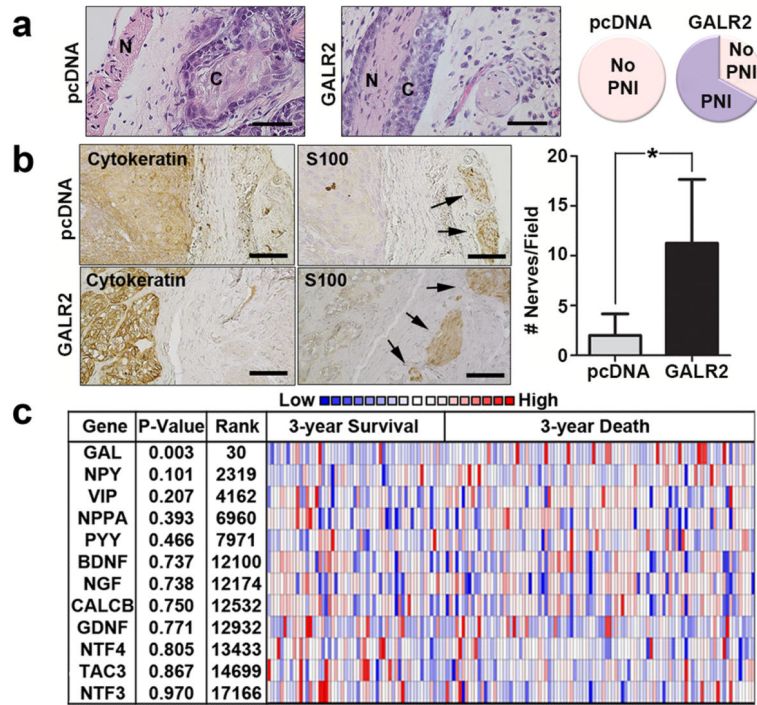 a
pcDNA
N
C
GALR2
N
C
pcDNA
No
PNI
GALR2
No
PNI
PNI
b
pcDNA
Cytokeratin
S100
GALR2
Cytokeratin
S100
# Nerves/Field
20
15
10
5
0
*
pcDNA
GALR2
c
Low High
Gene P-Value Rank 3-year Survival 3-year Death
GAL 0.003 30
NPY 0.101 2319
VIP 0.207 4162
NPPA 0.393 6960
PYY 0.466 7971
BDNF 0.737 12100
NGF 0.738 12174
CALCB 0.750 12532
GDNF 0.771 12932
NTF4 0.805 13433
TAC3 0.867 14699
NTF3 0.970 17166